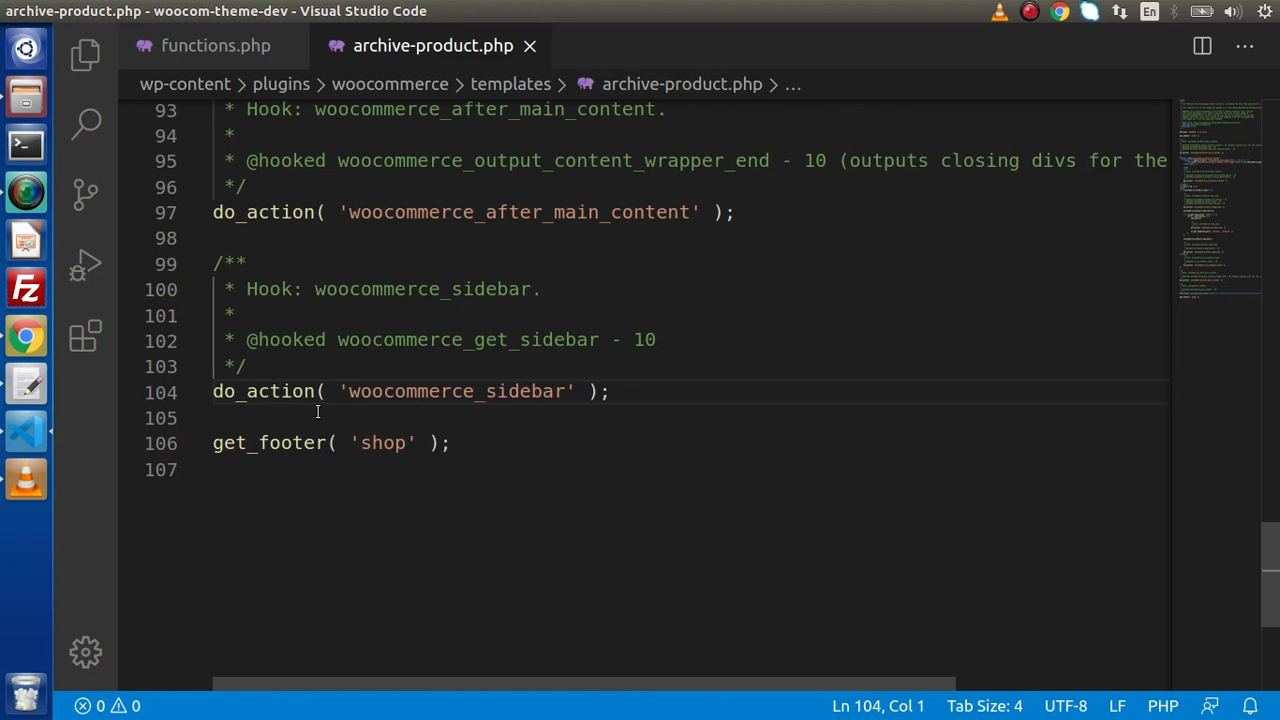 archive-product.php - woocom-theme-dev - Visual Studio Code
En
functions.php
archive-product.php
wp-content > plugins > woocommerce > templates > archive-product.php > ...
93 * Hook: woocommerce_after_main_content.
94 *
95 * @hooked woocommerce_output_content_wrapper_end - 10 (outputs closing divs for the
96 */
97 do_action( 'woocommerce_after_main_content' );
98
99 /**
100 * Hook: woocommerce_sidebar.
101 *
102 * @hooked woocommerce_get_sidebar - 10
103 */
104 do_action( 'woocommerce_sidebar' );
105
106 get_footer( 'shop' );
107
0 0 Ln 104, Col 1 Tab Size: 4 UTF-8 LF PHP